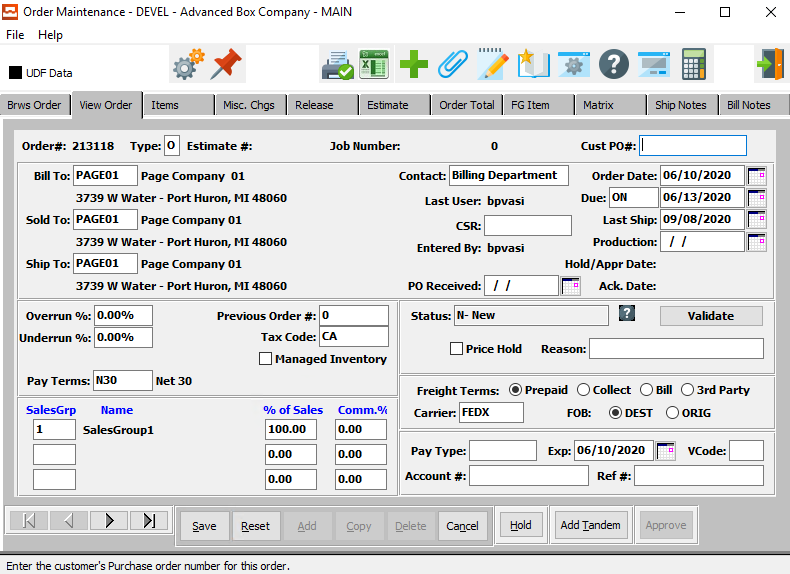 Order Maintenance - DEVEL - Advanced Box Company - MAIN
File Help
UDF Data
Brws Order View Order Items Misc. Chgs Release Estimate Order Total FG Item Matrix Ship Notes Bill Notes
Order#: 213118 Type: O Estimate #: Job Number: 0 Cust PO#:
Bill To: PAGE01 Page Company 01 Contact: Billing Department Order Date: 06/10/2020
3739 W Water - Port Huron, MI 48060 Last User: bpvasi Due: ON 06/13/2020
Sold To: PAGE01 Page Company 01 CSR: Last Ship: 09/08/2020
3739 W Water - Port Huron, MI 48060 Entered By: bpvasi Production: / /
Ship To: PAGE01 Page Company 01 Hold/Appr Date:
3739 W Water - Port Huron, MI 48060 PO Received: / / Ack. Date:
Overrun %: 0.00% Previous Order #: 0 Status: N- New ? Validate
Underrun %: 0.00% Tax Code: CA
Managed Inventory Price Hold Reason:
Pay Terms: N30 Net 30
Freight Terms: Prepaid Collect Bill 3rd Party
SalesGrp Name % of Sales Comm.% Carrier: FEDX FOB: DEST ORIG
1 SalesGroup1 100.00 0.00
0.00 0.00 Pay Type: Exp: 06/10/2020 VCode:
0.00 0.00 Account #: Ref #:
Save Reset Add Copy Delete Cancel Hold Add Tandem Approve
Enter the customer's Purchase order number for this order.